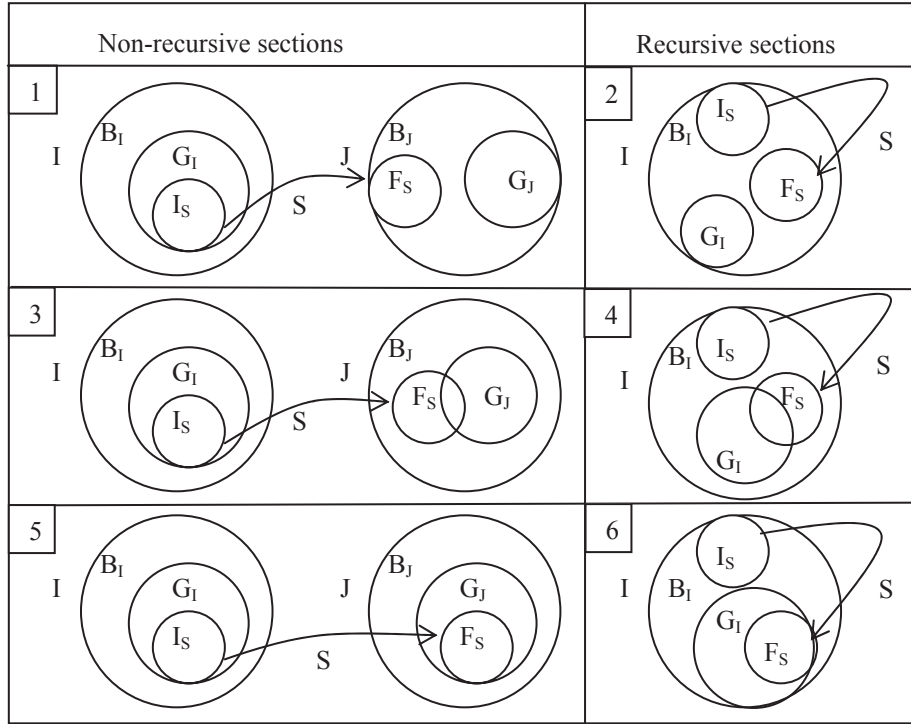 Non-recursive sections
Recursive sections
1
I
B_I
G_I
I_S
S
J
B_J
F_S
G_J
2
I
B_I
I_S
F_S
G_I
S
3
I
B_I
G_I
I_S
S
J
B_J
F_S
G_J
4
I
B_I
I_S
F_S
G_I
S
5
I
B_I
G_I
I_S
S
J
B_J
G_J
F_S
6
I
B_I
I_S
G_I
F_S
S